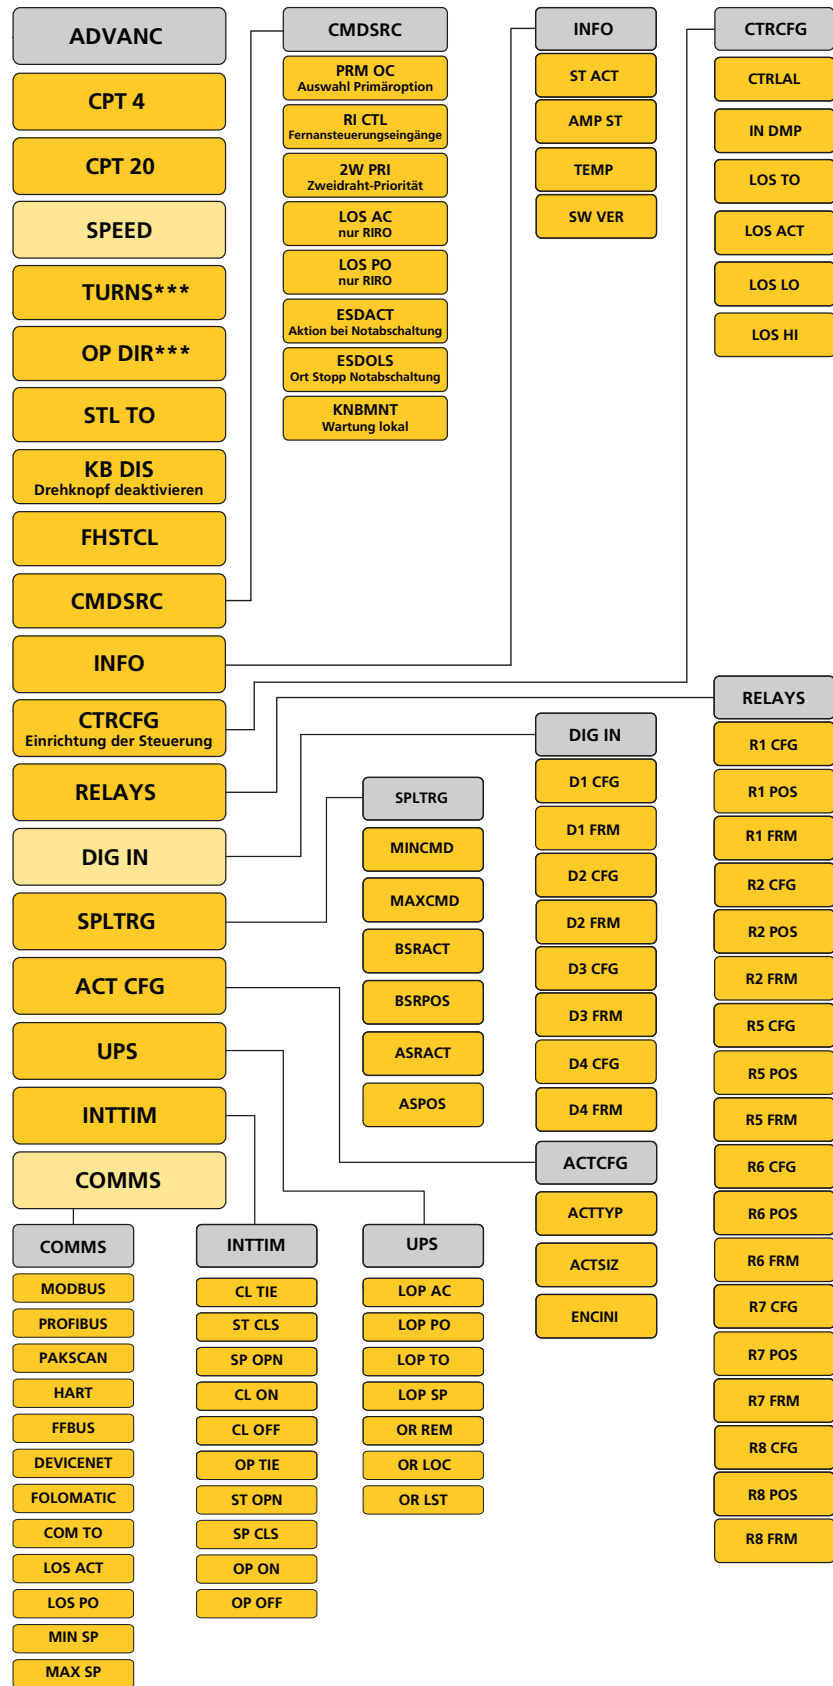 ADVANC
CPT 4
CPT 20
SPEED
TURNS***
OP DIR***
STL TO
KB DIS
Drehknopf deaktivieren
FHSTCL
CMDSRC
INFO
CTRCFG
Einrichtung der Steuerung
RELAYS
DIG IN
SPLTRG
ACT CFG
UPS
INTTIM
COMMS
CMDSRC
PRM OC
Auswahl Primäroption
RI CTL
Fernansteuerungseingänge
2W PRI
Zweidraht-Priorität
LOS AC
nur RIRO
LOS PO
nur RIRO
ESDACT
Aktion bei Notabschaltung
ESDOLS
Ort Stopp Notabschaltung
KNBMNT
Wartung lokal
INFO
ST ACT
AMP ST
TEMP
SW VER
CTRCFG
CTRLAL
IN DMP
LOS TO
LOS ACT
LOS LO
LOS HI
RELAYS
R1 CFG
R1 POS
R1 FRM
R2 CFG
R2 POS
R2 FRM
R5 CFG
R5 POS
R5 FRM
R6 CFG
R6 POS
R6 FRM
R7 CFG
R7 POS
R7 FRM
R8 CFG
R8 POS
R8 FRM
DIG IN
D1 CFG
D1 FRM
D2 CFG
D2 FRM
D3 CFG
D3 FRM
D4 CFG
D4 FRM
SPLTRG
MINCMD
MAXCMD
BSRACT
BSRPOS
ASRACT
ASPOS
ACTCFG
ACTTYP
ACTSIZ
ENCINI
UPS
LOP AC
LOP PO
LOP TO
LOP SP
OR REM
OR LOC
OR LST
INTTIM
CL TIE
ST CLS
SP OPN
CL ON
CL OFF
OP TIE
ST OPN
SP CLS
OP ON
OP OFF
COMMS
MODBUS
PROFIBUS
PAKSCAN
HART
FFBUS
DEVICENET
FOLOMATIC
COM TO
LOS ACT
LOS PO
MIN SP
MAX SP